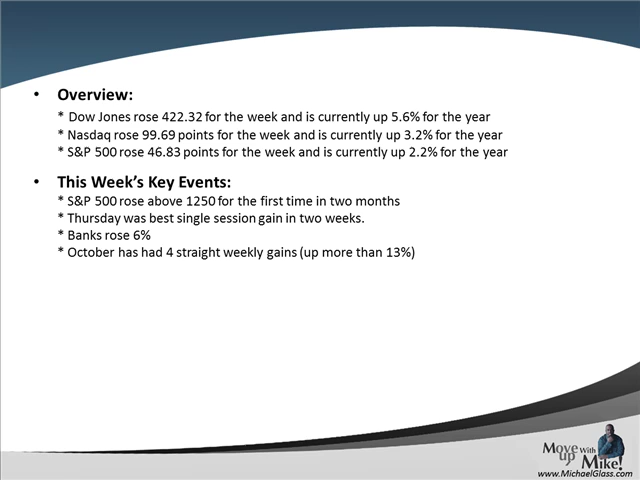 • Overview:
* Dow Jones rose 422.32 for the week and is currently up 5.6% for the year
* Nasdaq rose 99.69 points for the week and is currently up 3.2% for the year
* S&P 500 rose 46.83 points for the week and is currently up 2.2% for the year
• This Week’s Key Events:
* S&P 500 rose above 1250 for the first time in two months
* Thursday was best single session gain in two weeks.
* Banks rose 6%
* October has had 4 straight weekly gains (up more than 13%)
Move up With Mike!
www.MichaelGlass.com